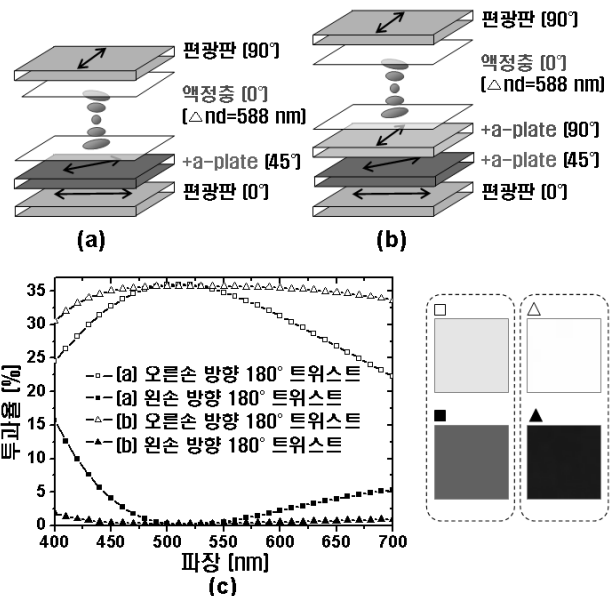 (a)
편광판 (90°)
액정층 (0°)
(△nd=588 nm)
+a-plate (45°)
편광판 (0°)
(b)
편광판 (90°)
액정층 (0°)
(△nd=588 nm)
+a-plate (90°)
+a-plate (45°)
편광판 (0°)
투과율 (%)
35
30
25
20
15
10
5
0
(a) 오른손 방향 180° 트위스트
(a) 왼손 방향 180° 트위스트
(b) 오른손 방향 180° 트위스트
(b) 왼손 방향 180° 트위스트
400 450 500 550 600 650 700
파장 (nm)
(c)